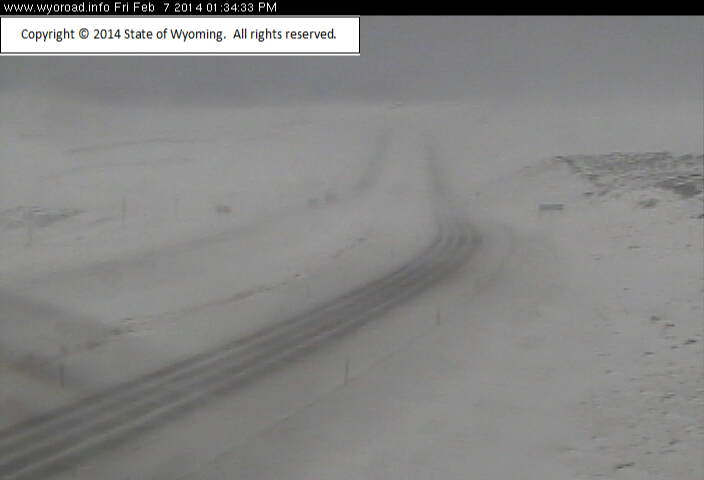 www.wyoroad.info Fri Feb  7 2014 01:34:33 PM
Copyright © 2014 State of Wyoming.  All rights reserved.